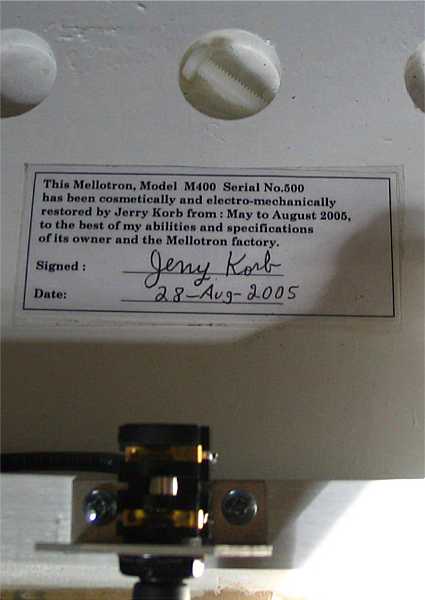 This Mellotron, Model M400 Serial No.500
has been cosmetically and electro-mechanically
restored by Jerry Korb from : May to August 2005,
to the best of my abilities and specifications
of its owner and the Mellotron factory.
Signed : Jerry Korb
Date: 28-Aug-2005